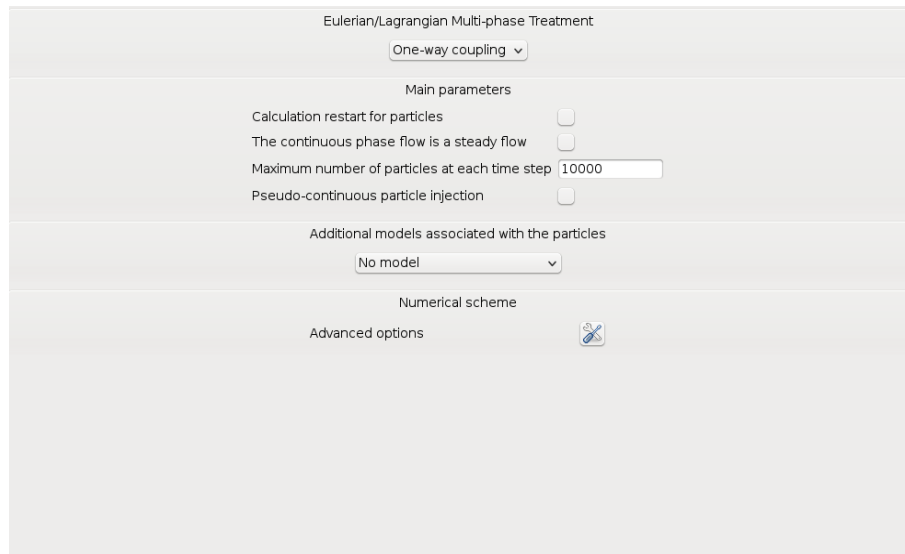 Eulerian/Lagrangian Multi-phase Treatment
One-way coupling
Main parameters
Calculation restart for particles
The continuous phase flow is a steady flow
Maximum number of particles at each time step 10000
Pseudo-continuous particle injection
Additional models associated with the particles
No model
Numerical scheme
Advanced options